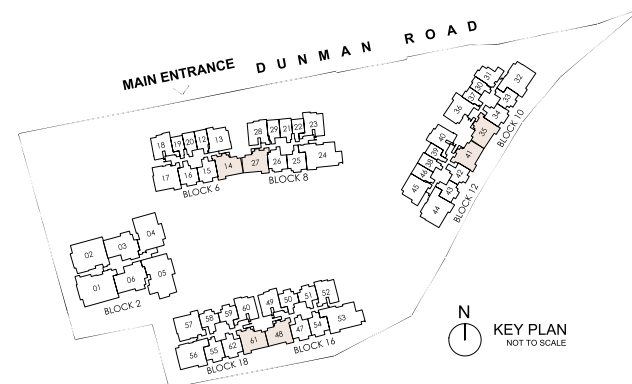 DUNMAN ROAD
MAIN ENTRANCE
18 19 20 12 13
17 16 15 14
BLOCK 6
28 29 21 22 23
27 26 25 24
BLOCK 8
31 32
37 30 33
36 34
35
BLOCK 10
40 41
39 38 42
46 43
45 44
BLOCK 12
02 03 04
01 06 05
BLOCK 2
57 58 59 60
56 55 62 61
BLOCK 18
49 50 51 52
48 47 54 53
BLOCK 16
N
KEY PLAN
NOT TO SCALE